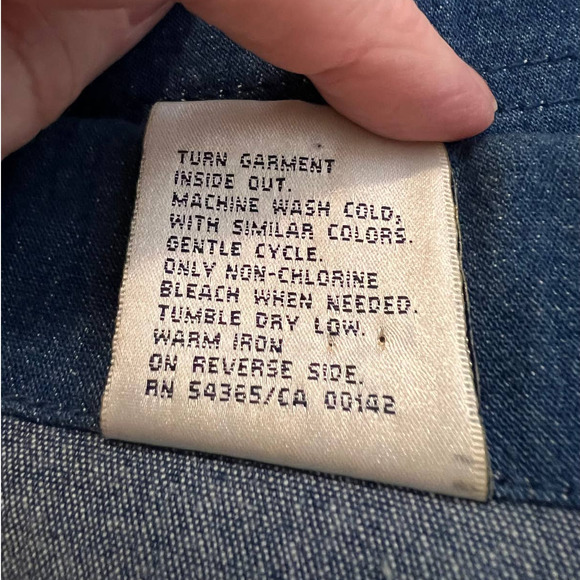 TURN GARMENT
INSIDE OUT.
MACHINE WASH COLD,
WITH SIMILAR COLORS.
GENTLE CYCLE.
ONLY NON-CHLORINE
BLEACH WHEN NEEDED.
TUMBLE DRY LOW.
WARM IRON
ON REVERSE SIDE.
RN 54365/CA 00142